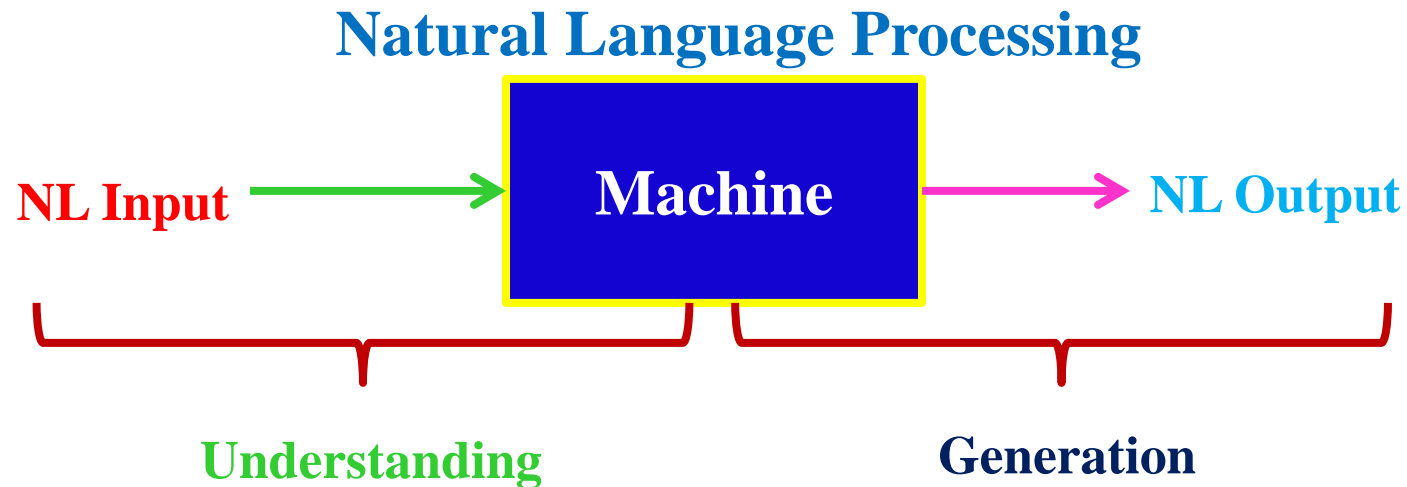 Natural Language Processing
NL Input
Machine
NL Output
Understanding
Generation